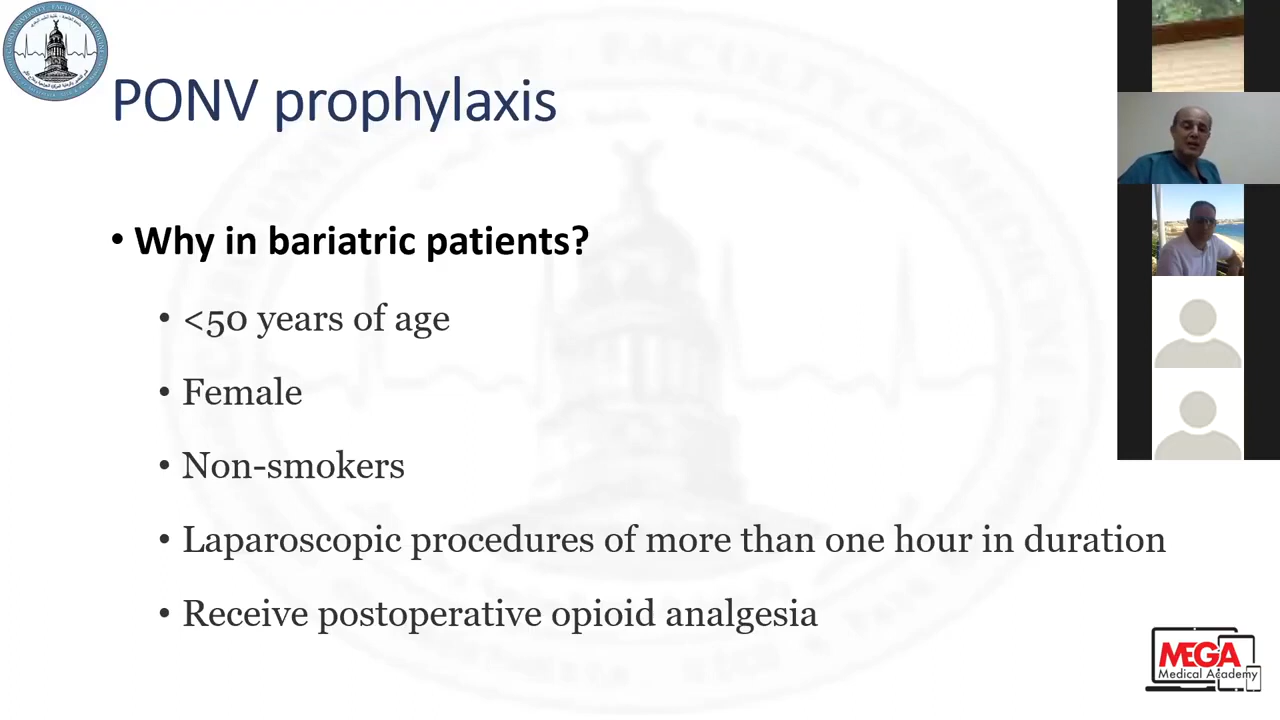 PONV prophylaxis
• Why in bariatric patients?
• <50 years of age
• Female
• Non-smokers
• Laparoscopic procedures of more than one hour in duration
• Receive postoperative opioid analgesia
MEGA
Medical Academy